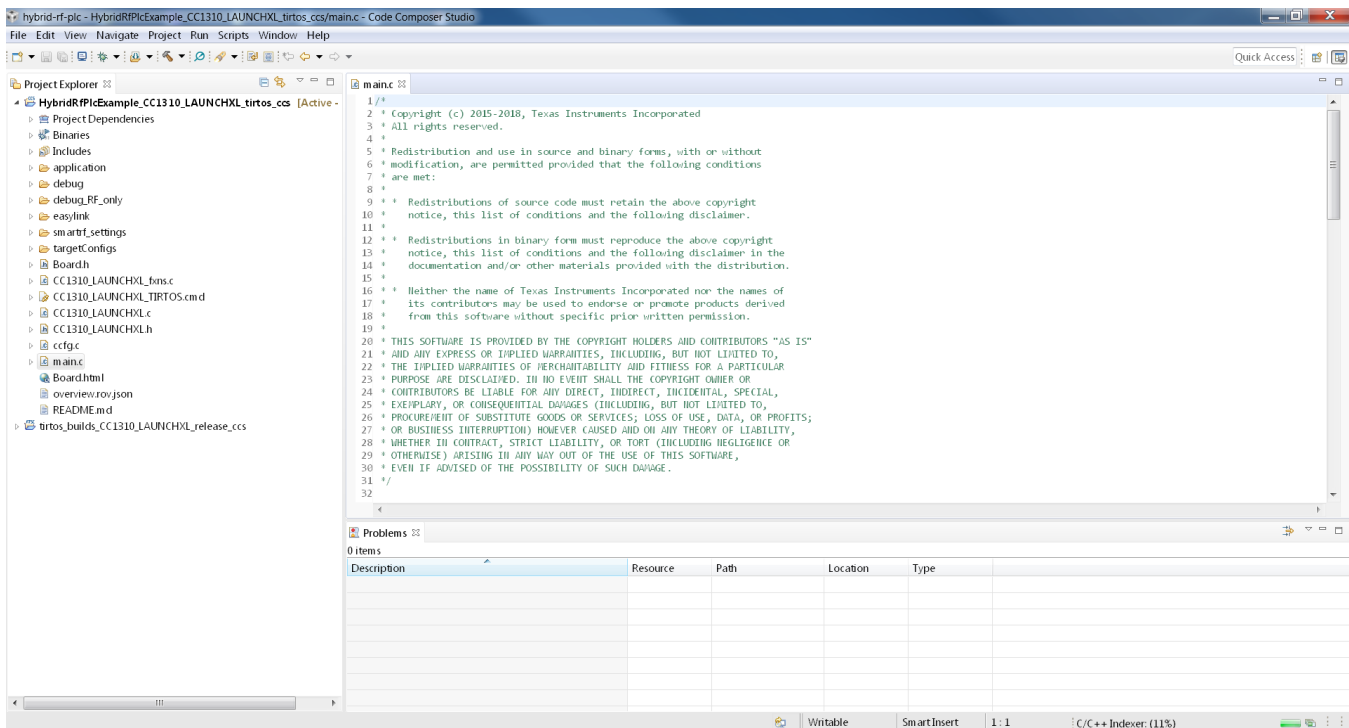 hybrid-rf-plc - HybridRfPlcExample_CC1310_LAUNCHXL_tirtos_ccs/main.c - Code Composer Studio
File Edit View Navigate Project Run Scripts Window Help
Quick Access
Project Explorer
HybridRfPlcExample_CC1310_LAUNCHXL_tirtos_ccs [Active -
Project Dependencies
Binaries
Includes
application
debug
debug_RF_only
easylink
smartrf_settings
targetConfigs
Board.h
CC1310_LAUNCHXL_fxns.c
CC1310_LAUNCHXL_TIRTOS.cmd
CC1310_LAUNCHXL.c
CC1310_LAUNCHXL.h
ccfg.c
main.c
Board.html
overview.rov.json
README.md
tirtos_builds_CC1310_LAUNCHXL_release_ccs
main.c
1 /*
2 * Copyright (c) 2015-2018, Texas Instruments Incorporated
3 * All rights reserved.
4 *
5 * Redistribution and use in source and binary forms, with or without
6 * modification, are permitted provided that the following conditions
7 * are met:
8 *
9 * * Redistributions of source code must retain the above copyright
10 * notice, this list of conditions and the following disclaimer.
11 *
12 * * Redistributions in binary form must reproduce the above copyright
13 * notice, this list of conditions and the following disclaimer in the
14 * documentation and/or other materials provided with the distribution.
15 *
16 * * Neither the name of Texas Instruments Incorporated nor the names of
17 * its contributors may be used to endorse or promote products derived
18 * from this software without specific prior written permission.
19 *
20 * THIS SOFTWARE IS PROVIDED BY THE COPYRIGHT HOLDERS AND CONTRIBUTORS "AS IS"
21 * AND ANY EXPRESS OR IMPLIED WARRANTIES, INCLUDING, BUT NOT LIMITED TO,
22 * THE IMPLIED WARRANTIES OF MERCHANTABILITY AND FITNESS FOR A PARTICULAR
23 * PURPOSE ARE DISCLAIMED. IN NO EVENT SHALL THE COPYRIGHT OWNER OR
24 * CONTRIBUTORS BE LIABLE FOR ANY DIRECT, INDIRECT, INCIDENTAL, SPECIAL,
25 * EXEMPLARY, OR CONSEQUENTIAL DAMAGES (INCLUDING, BUT NOT LIMITED TO,
26 * PROCUREMENT OF SUBSTITUTE GOODS OR SERVICES; LOSS OF USE, DATA, OR PROFITS;
27 * OR BUSINESS INTERRUPTION) HOWEVER CAUSED AND ON ANY THEORY OF LIABILITY,
28 * WHETHER IN CONTRACT, STRICT LIABILITY, OR TORT (INCLUDING NEGLIGENCE OR
29 * OTHERWISE) ARISING IN ANY WAY OUT OF THE USE OF THIS SOFTWARE,
30 * EVEN IF ADVISED OF THE POSSIBILITY OF SUCH DAMAGE.
31 */
32
Problems
0 items
Description Resource Path Location Type
Writable Smart Insert 1 : 1 C/C++ Indexer: (11%)